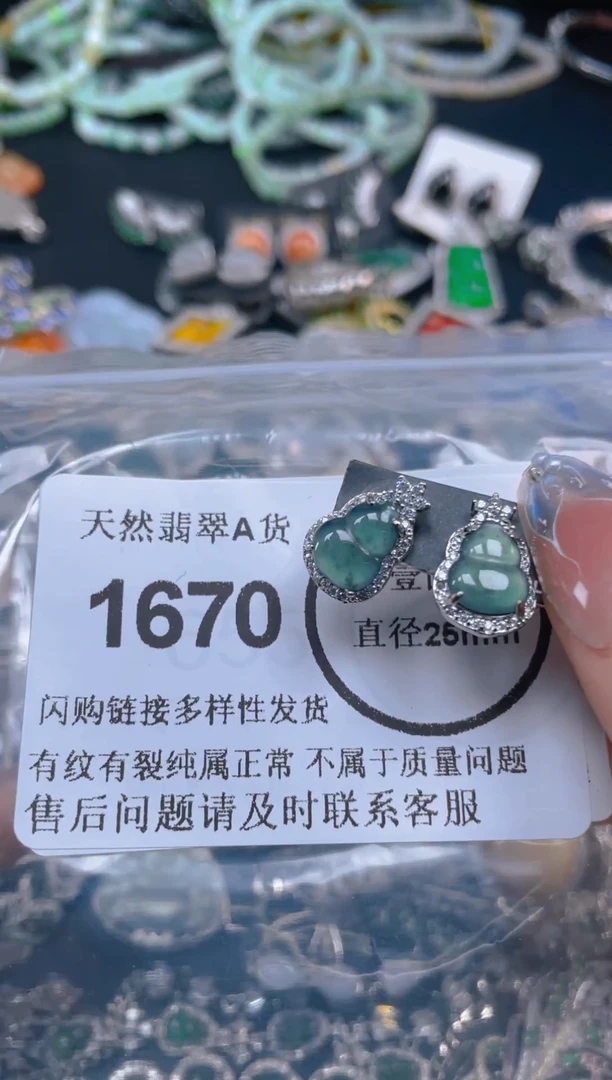 天然翡翠A货
1670
直径25mm
闪购链接多样性发货
有纹有裂纯属正常 不属于质量问题
售后问题请及时联系客服